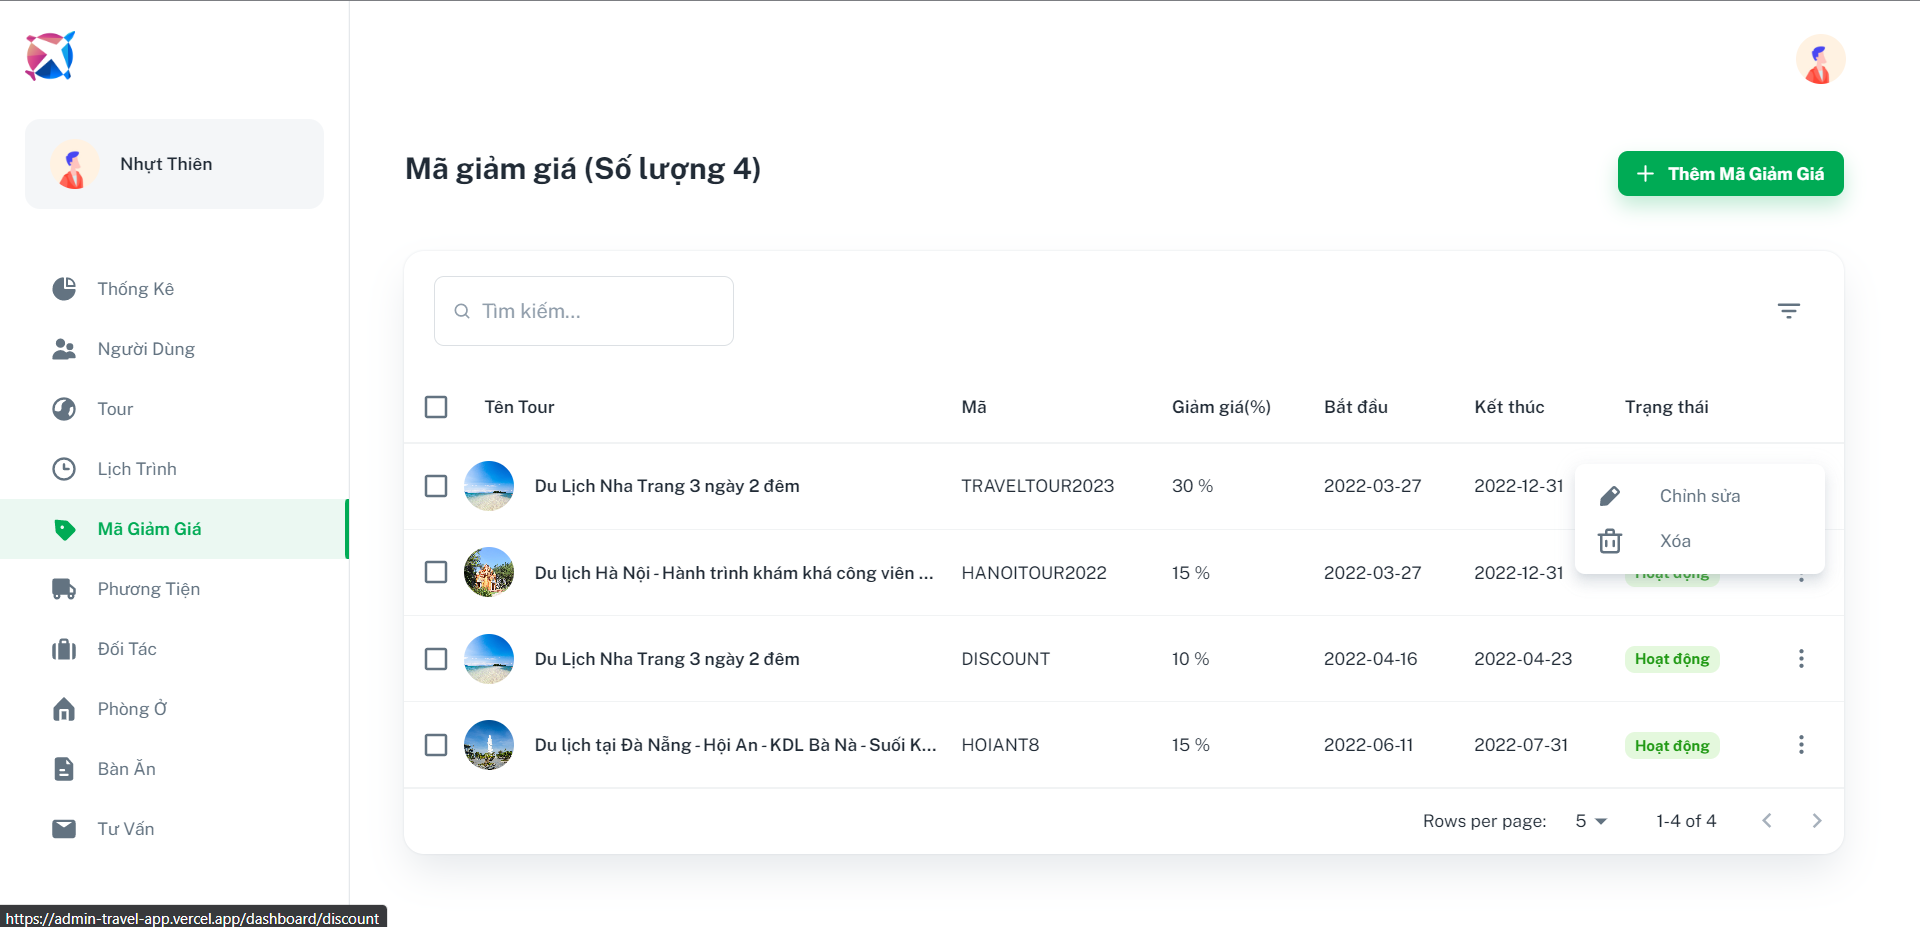 Nhựt Thiên
Thống Kê
Người Dùng
Tour
Lịch Trình
Mã Giảm Giá
Phương Tiện
Đối Tác
Phòng Ở
Bàn Ăn
Tư Vấn
Mã giảm giá (Số lượng 4)
Thêm Mã Giảm Giá
Tìm kiếm...
Tên Tour Mã Giảm giá(%) Bắt đầu Kết thúc Trạng thái
Du Lịch Nha Trang 3 ngày 2 đêm TRAVELTOUR2023 30 % 2022-03-27 2022-12-31
Chỉnh sửa
Xóa
Du lịch Hà Nội - Hành trình khám khá công viên ... HANOITOUR2022 15 % 2022-03-27 2022-12-31 Hoạt động
Du Lịch Nha Trang 3 ngày 2 đêm DISCOUNT 10 % 2022-04-16 2022-04-23 Hoạt động
Du lịch tại Đà Nẵng - Hội An - KDL Bà Nà - Suối K... HOIANT8 15 % 2022-06-11 2022-07-31 Hoạt động
Rows per page: 5 1-4 of 4
https://admin-travel-app.vercel.app/dashboard/discount